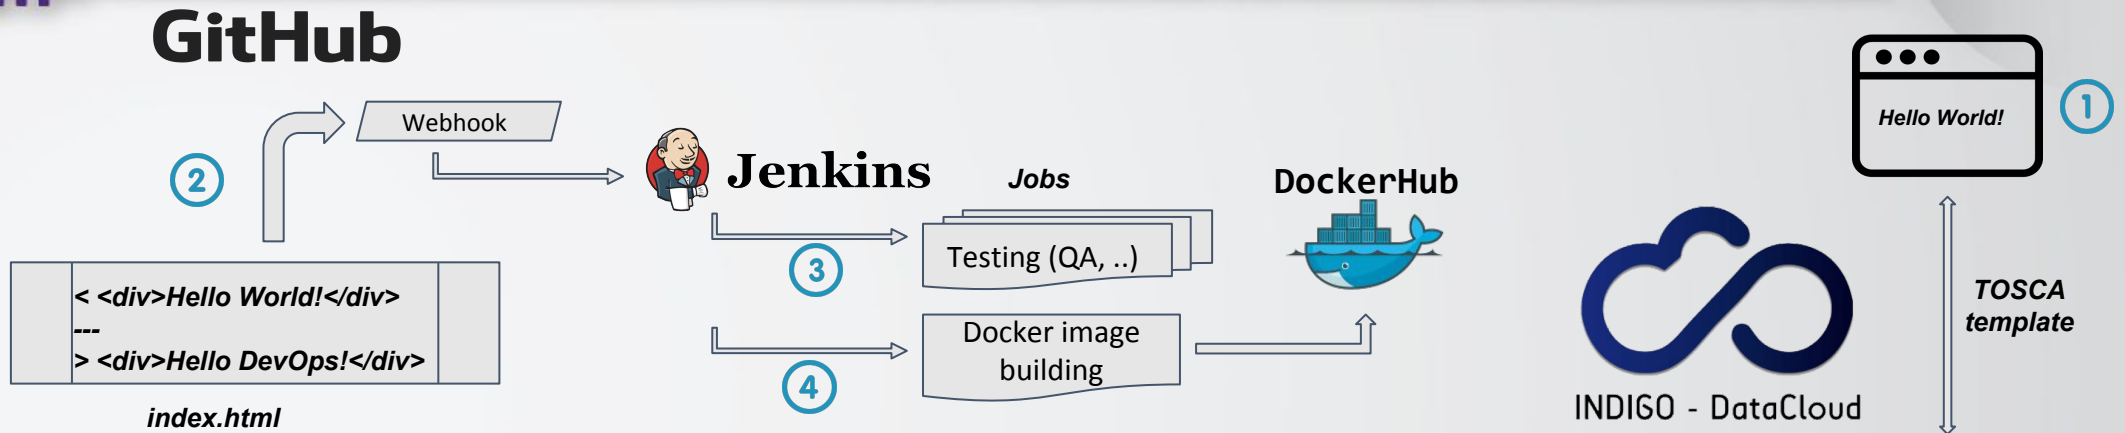 GitHub
Webhook
2
< <div>Hello World!</div>
---
> <div>Hello DevOps!</div>
index.html
Jenkins
Jobs
3
Testing (QA, ..)
4
Docker image
building
DockerHub
INDIGO - DataCloud
Hello World!
1
TOSCA
template